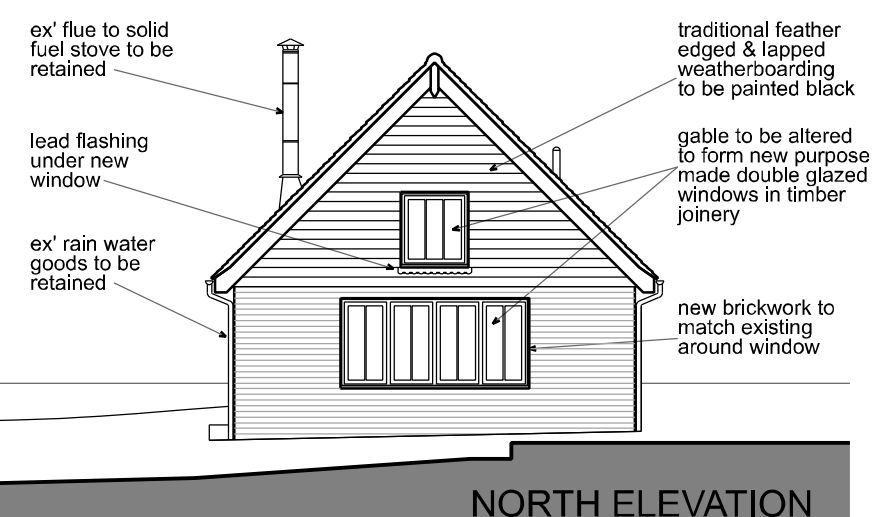 ex' flue to solid
fuel stove to be
retained
lead flashing
under new
window
ex' rain water
goods to be
retained
traditional feather
edged & lapped
weatherboarding
to be painted black
gable to be altered
to form new purpose
made double glazed
windows in timber
joinery
new brickwork to
match existing
around window
NORTH ELEVATION